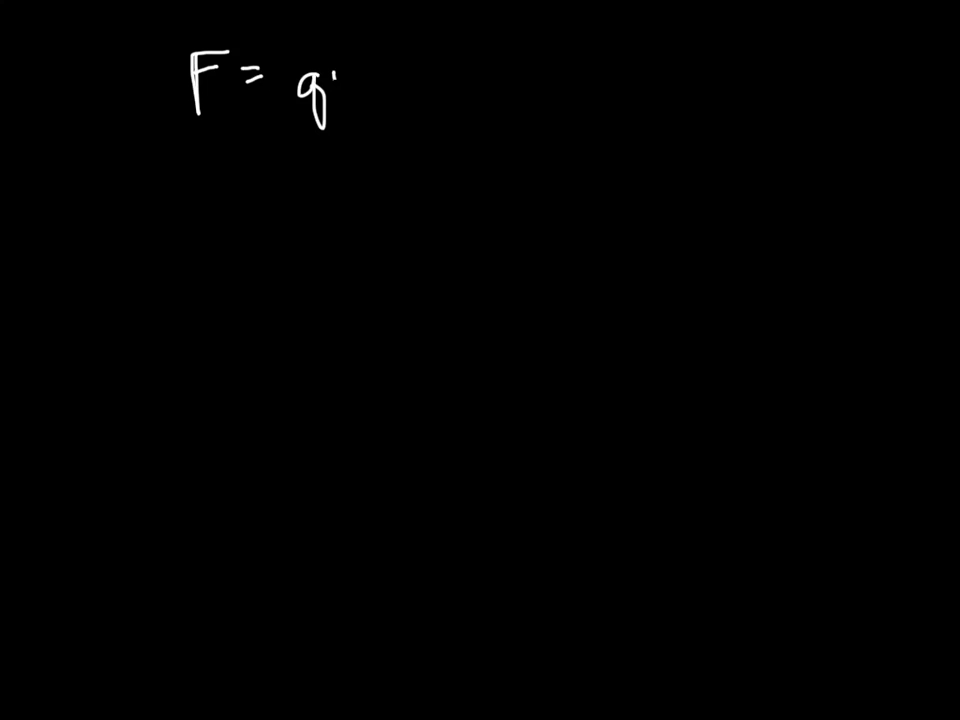 F = q